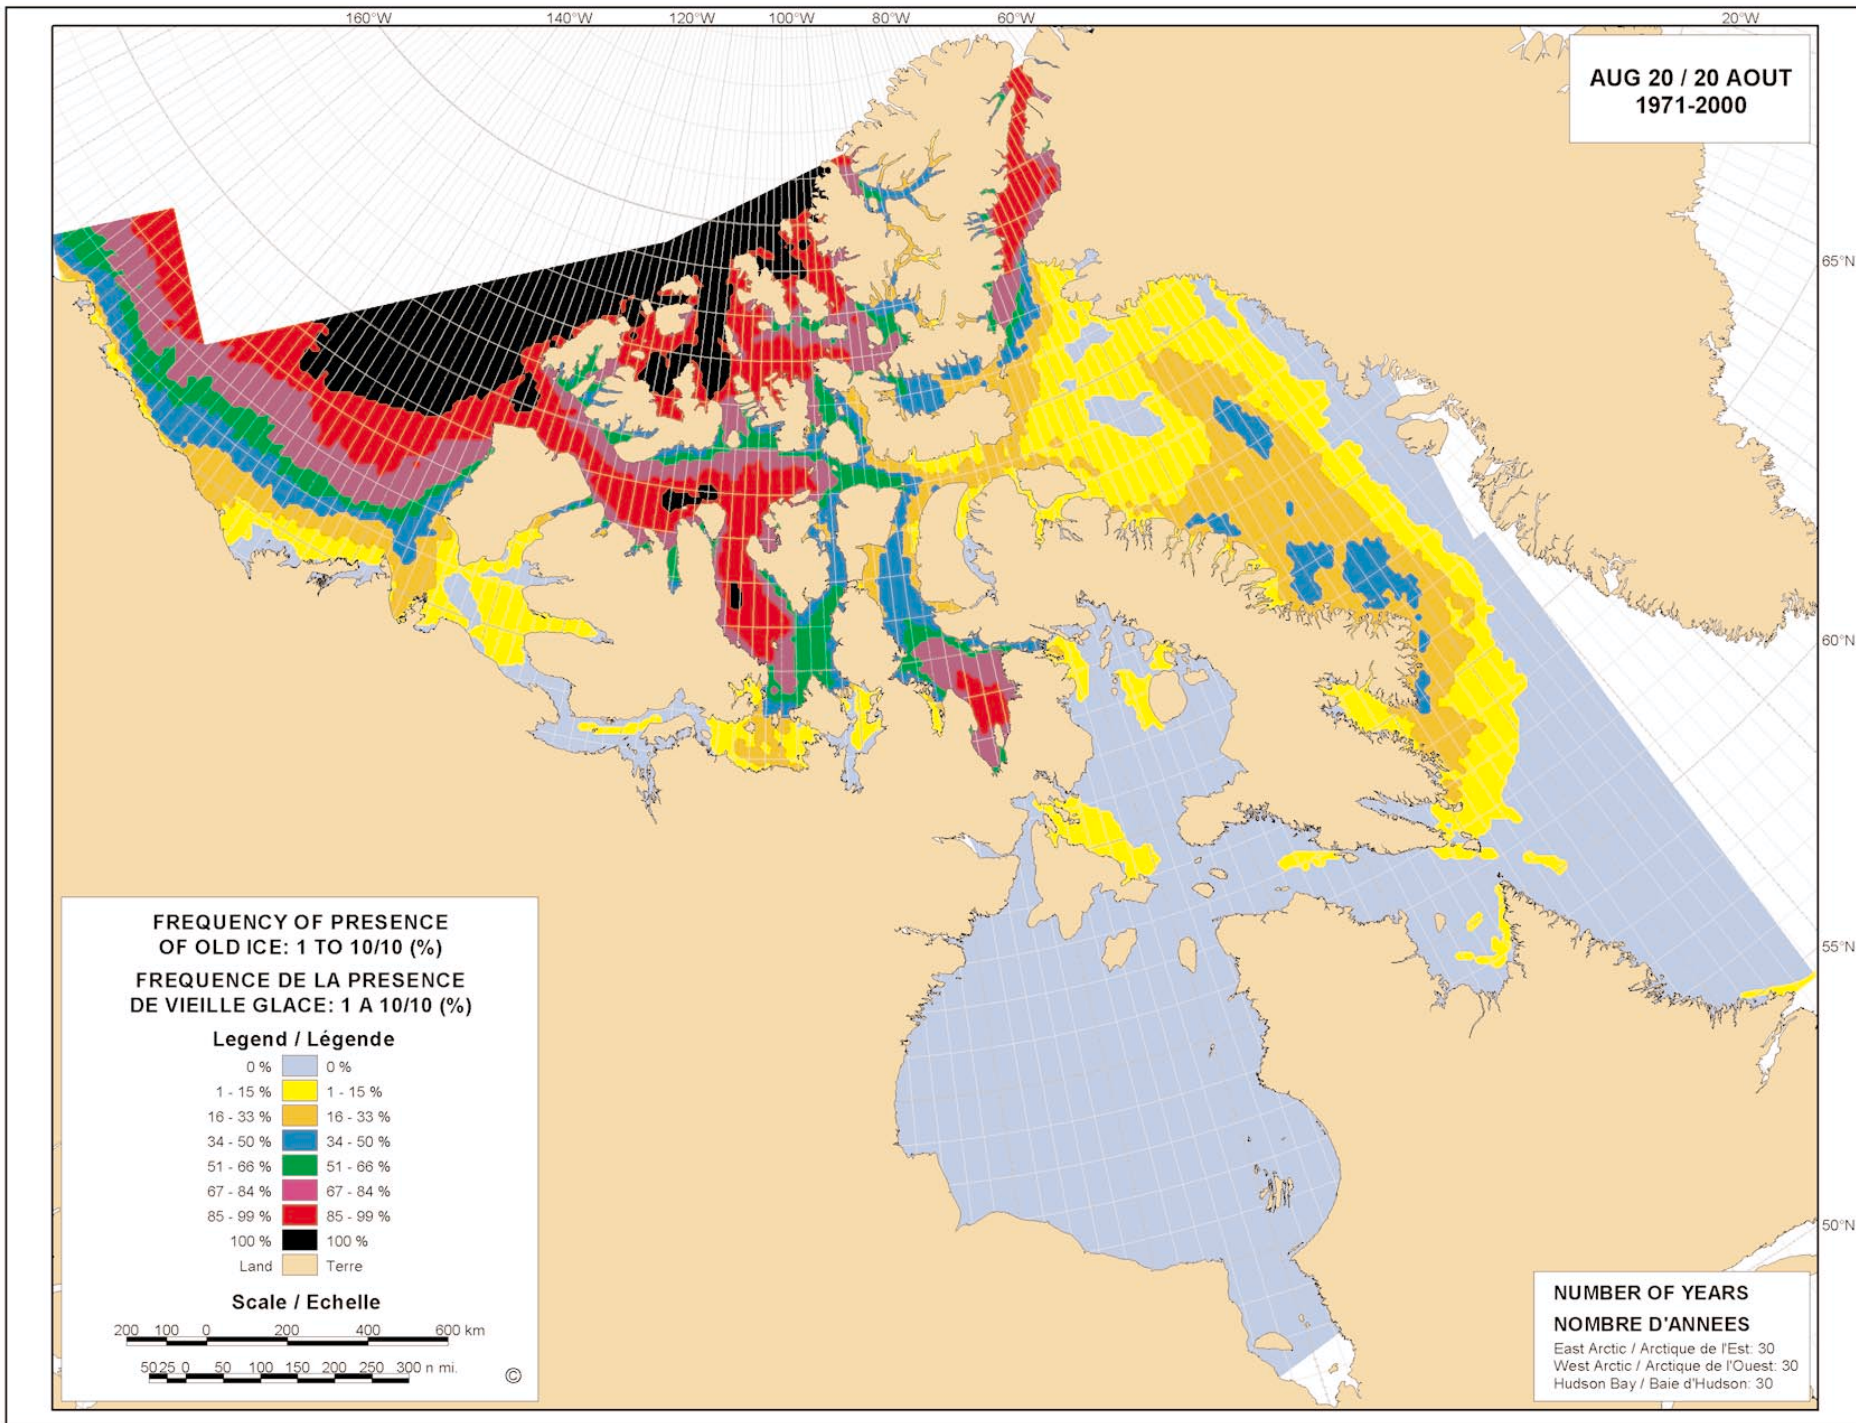 160°W 140°W 120°W 100°W 80°W 60°W 20°W
AUG 20 / 20 AOUT
1971-2000
65°N
60°N
55°N
50°N
FREQUENCY OF PRESENCE
OF OLD ICE: 1 TO 10/10 (%)
FREQUENCE DE LA PRESENCE
DE VIEILLE GLACE: 1 A 10/10 (%)
Legend / Légende
0 % 0 %
1 - 15 % 1 - 15 %
16 - 33 % 16 - 33 %
34 - 50 % 34 - 50 %
51 - 66 % 51 - 66 %
67 - 84 % 67 - 84 %
85 - 99 % 85 - 99 %
100 % 100 %
Land Terre
Scale / Echelle
200 100 0 200 400 600 km
50 25 0 50 100 150 200 250 300 n mi.
©
NUMBER OF YEARS
NOMBRE D'ANNEES
East Arctic / Arctique de l'Est: 30
West Arctic / Arctique de l'Ouest: 30
Hudson Bay / Baie d'Hudson: 30